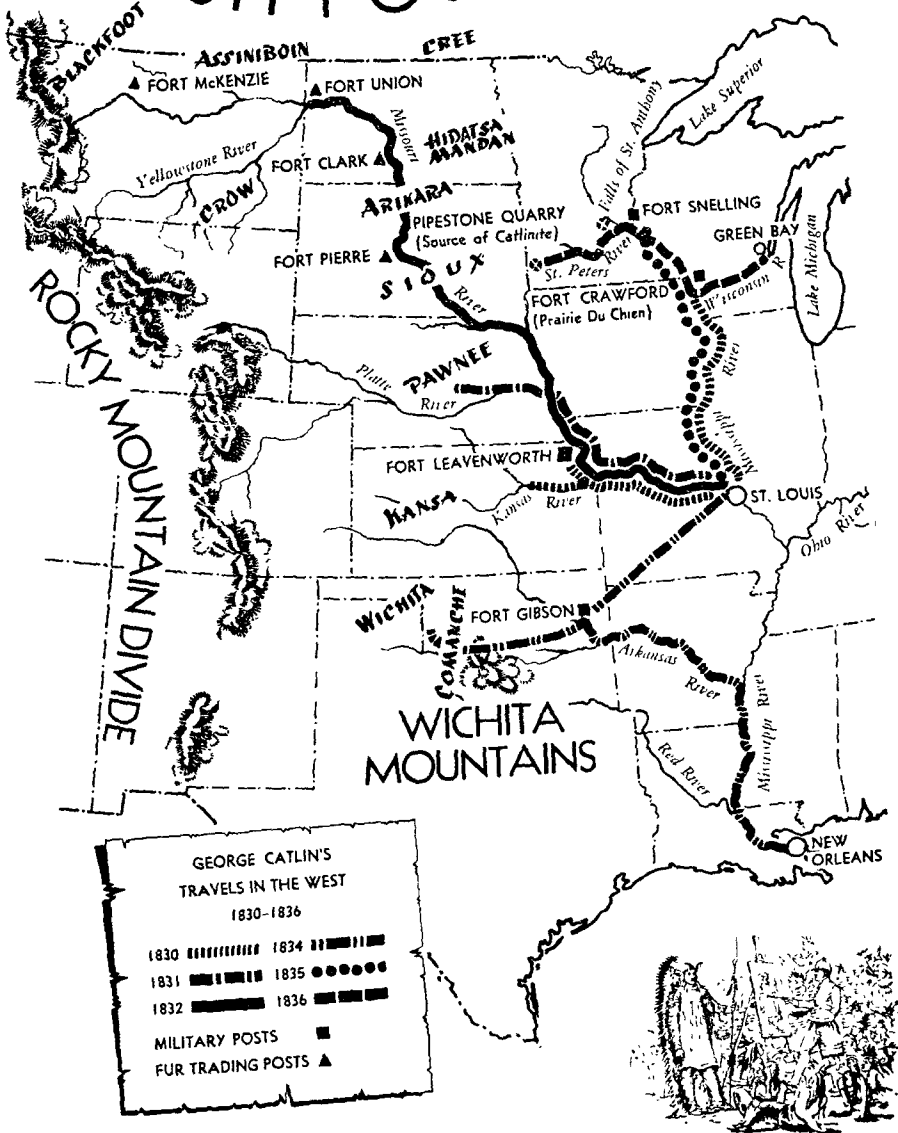 BLACKFOOT
ASSINIBOIN
CREE
FORT McKENZIE
FORT UNION
Missouri
HIDATSA
MANDAN
Falls of St. Anthony
Lake Superior
Yellowstone River
FORT CLARK
CROW
ARIKARA
PIPESTONE QUARRY
(Source of Catlinite)
FORT SNELLING
GREEN BAY
FORT PIERRE
SIOUX
River
St. Peters River
FORT CRAWFORD
(Prairie Du Chien)
Wisconsin R
Lake Michigan
ROCKY MOUNTAIN DIVIDE
PAWNEE
Platte River
Mississippi River
FORT LEAVENWORTH
KANSA
Kansas River
ST. LOUIS
Ohio River
WICHITA
COMANCHE
FORT GIBSON
Arkansas River
WICHITA
MOUNTAINS
Red River
Mississippi River
NEW
ORLEANS
GEORGE CATLIN'S
TRAVELS IN THE WEST
1830-1836
1830 1834
1831 1835
1832 1836
MILITARY POSTS
FUR TRADING POSTS